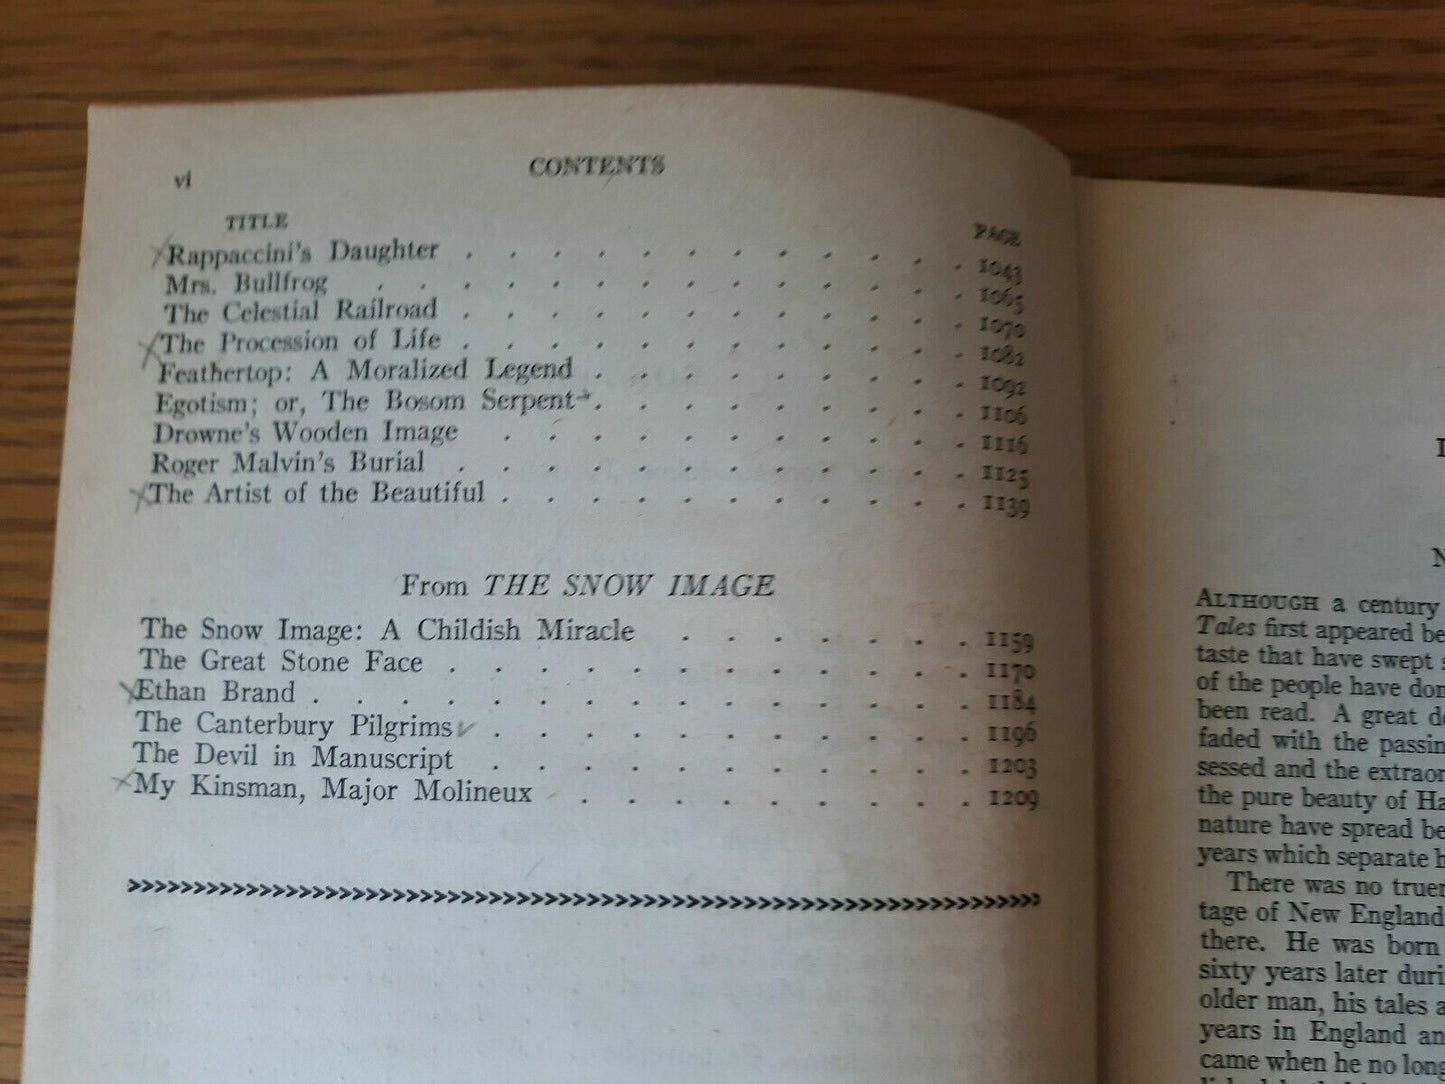 vi CONTENTS
TITLE PAGE
Rappaccini's Daughter . . . . . . . . . . . 1043
Mrs. Bullfrog . . . . . . . . . . . . . 1065
The Celestial Railroad . . . . . . . . . . . 1070
The Procession of Life . . . . . . . . . . . 1082
Feathertop: A Moralized Legend . . . . . . . . . 1092
Egotism; or, The Bosom Serpent . . . . . . . . . 1106
Drowne's Wooden Image . . . . . . . . . . . 1116
Roger Malvin's Burial . . . . . . . . . . . . 1125
The Artist of the Beautiful . . . . . . . . . . . 1139
From THE SNOW IMAGE
The Snow Image: A Childish Miracle . . . . . . . 1159
The Great Stone Face . . . . . . . . . . . . 1170
Ethan Brand . . . . . . . . . . . . . . . 1184
The Canterbury Pilgrims . . . . . . . . . . . 1196
The Devil in Manuscript . . . . . . . . . . . 1203
My Kinsman, Major Molineux . . . . . . . . . 1209
ALTHOUGH a century
Tales first appeared be
taste that have swept s
of the people have don
been read. A great de
faded with the passin
sessed and the extraor
the pure beauty of Ha
nature have spread be
years which separate h
There was no truer
tage of New England
there. He was born
sixty years later duri
older man, his tales a
years in England an
came when he no long